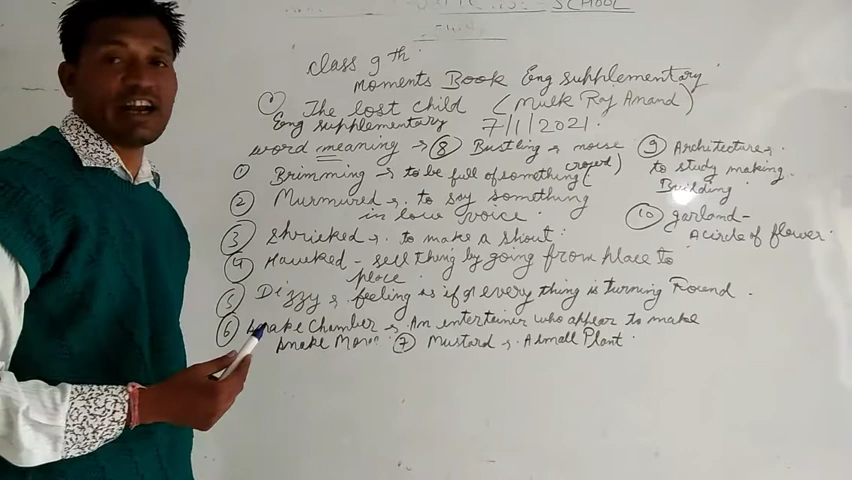 SCHOOL
class 9th
Moments Book Eng supplementary
① The lost child (Mulk Raj Anand)
Eng supplementary 7/1/2021.
word meaning → ⑧ Bustling → noise (crowd)
① Brimming → to be full of something
② Murmured → to say something
in low voice.
③ Shrieked → to make a shout.
④ Hawked - sell thing by going from place to
place.
⑤ Dizzy → feeling as if every thing is turning Round.
⑥ Snake Chamber → An entertainer who appear to make
snake Move ⑦ Mustard → A small Plant.
⑨ Architecture →
to study making
Building
⑩ garland -
A circle of flower.